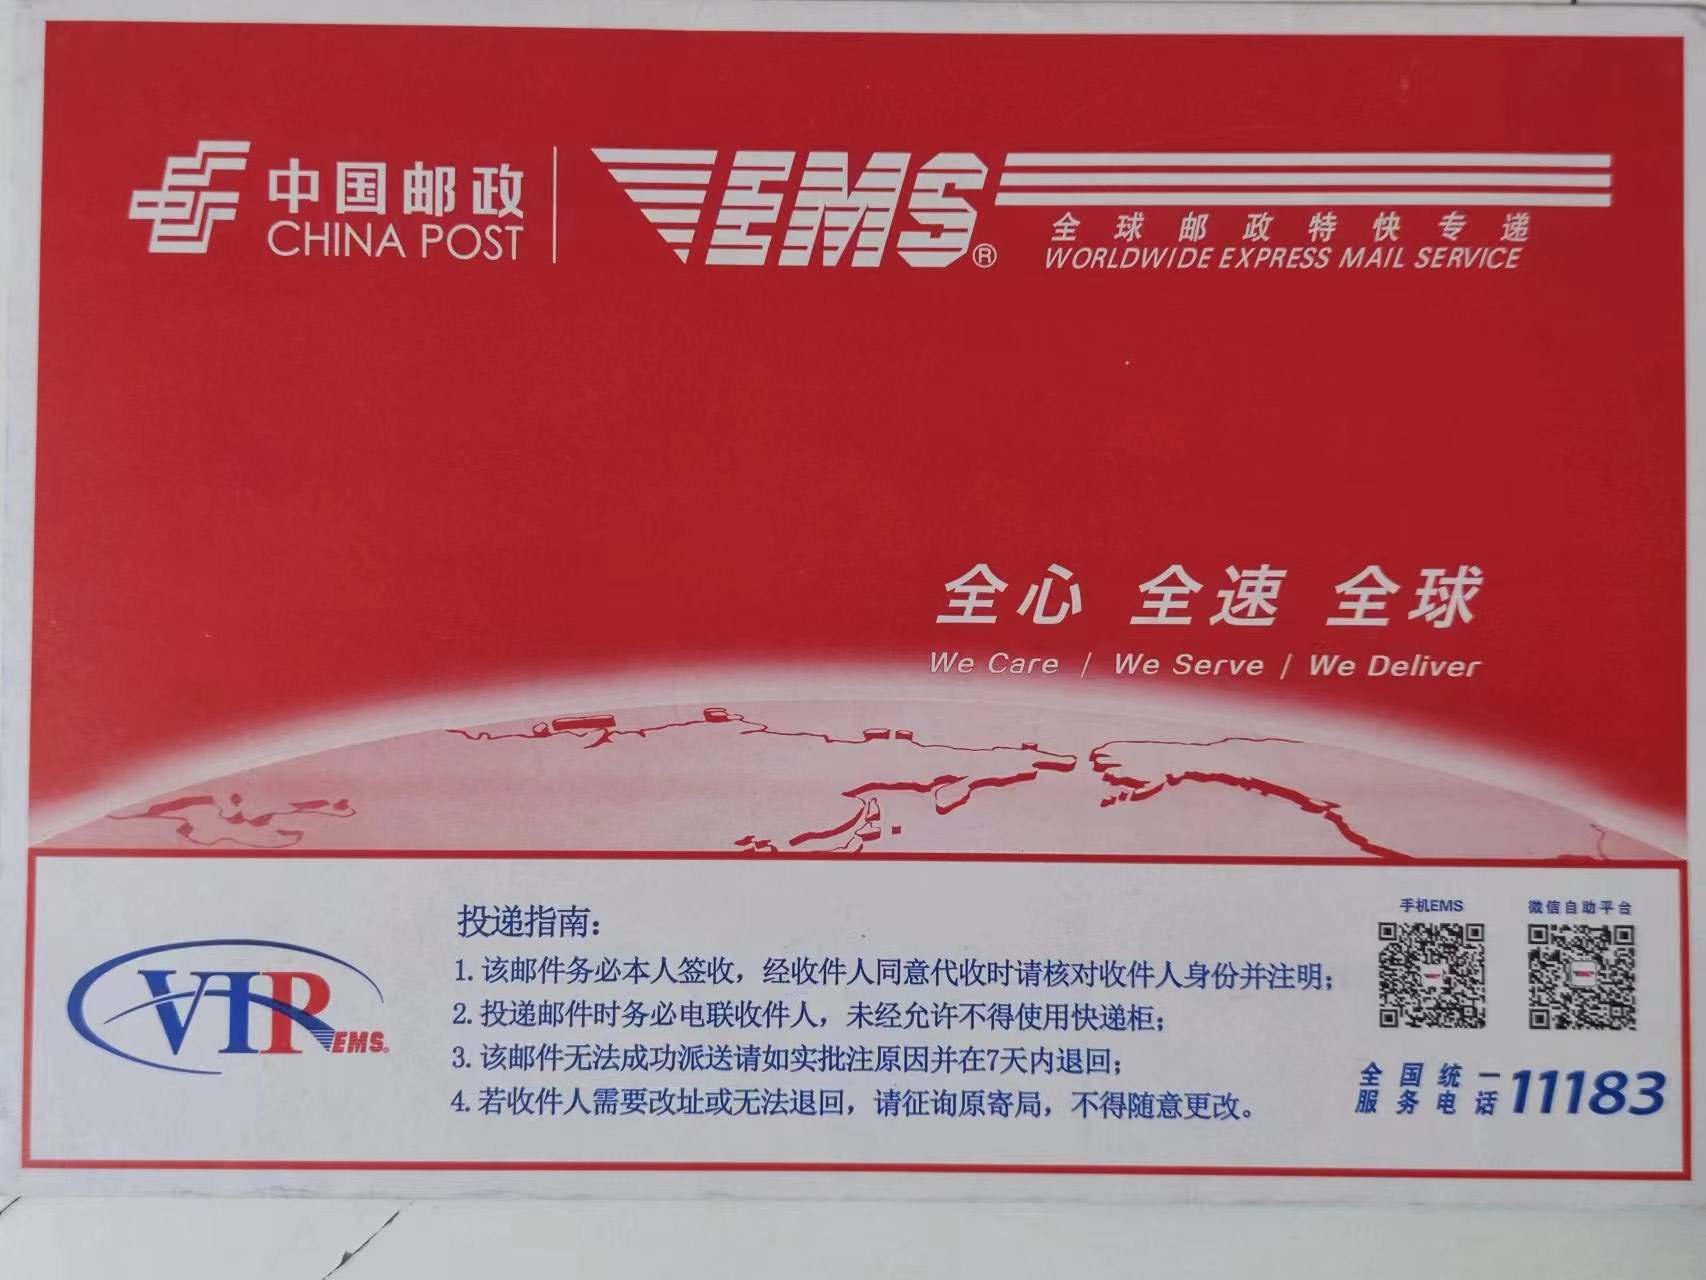 中国邮政
CHINA POST
EMS®
全球邮政特快专递
WORLDWIDE EXPRESS MAIL SERVICE
全心 全速 全球
We Care / We Serve / We Deliver
VIP EMS®
投递指南：
1. 该邮件务必本人签收，经收件人同意代收时请核对收件人身份并注明；
2. 投递邮件时务必电联收件人，未经允许不得使用快递柜；
3. 该邮件无法成功派送请如实批注原因并在7天内退回；
4. 若收件人需要改址或无法退回，请征询原寄局，不得随意更改。
手机EMS
微信自助平台
全国统一
服务电话 11183